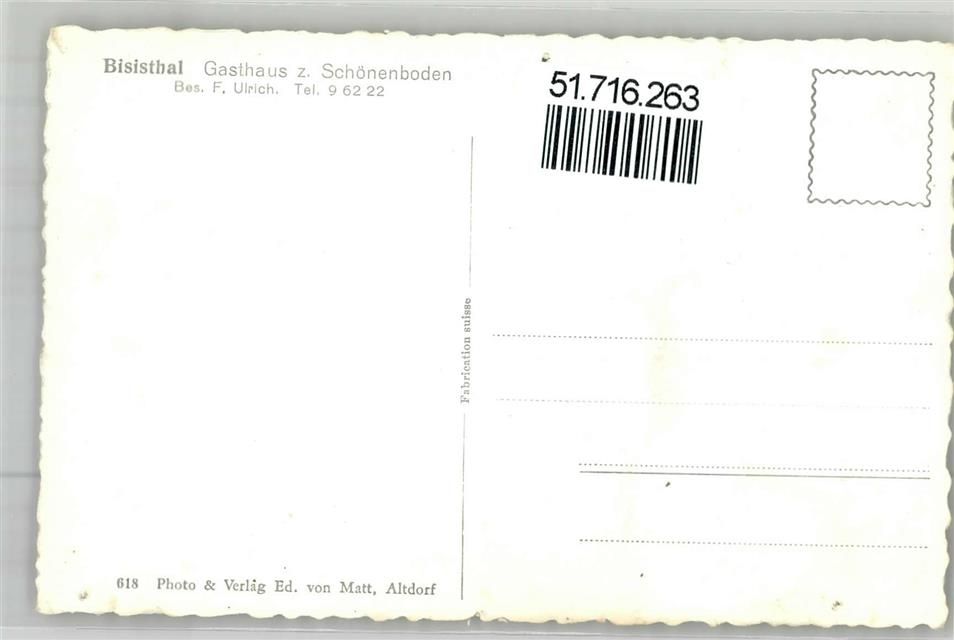 Bisisthal Gasthaus z. Schönenboden
Bes. F. Ulrich. Tel. 9 62 22
51.716.263
Fabrication suisse
618 Photo & Verlag Ed. von Matt, Altdorf